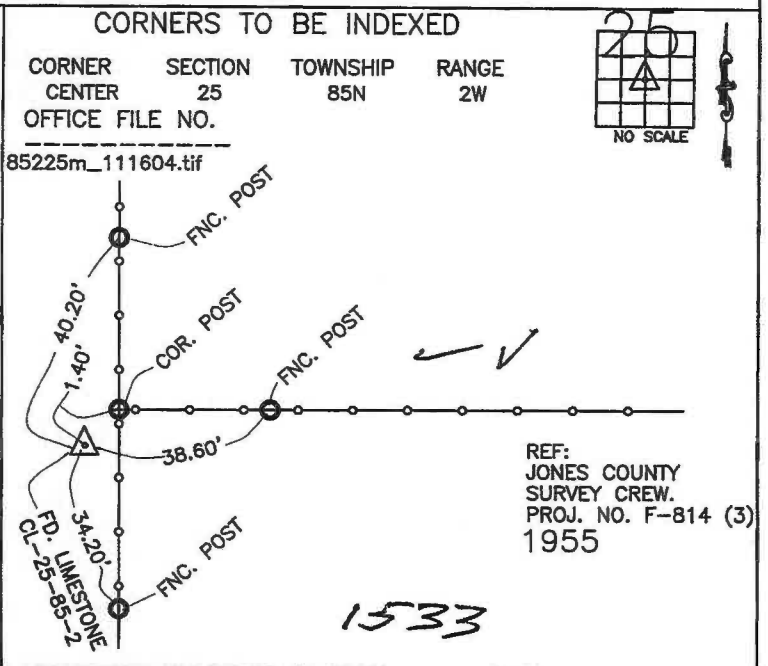 CORNERS TO BE INDEXED
CORNER SECTION TOWNSHIP RANGE
CENTER 25 85N 2W
OFFICE FILE NO.
85225m_111604.tif
25
NO SCALE
FNC. POST
40.20'
1.40'
COR. POST
FNC. POST
38.60'
34.20'
FD. LIMESTONE
CL-25-85-2
FNC. POST
REF:
JONES COUNTY
SURVEY CREW.
PROJ. NO. F-814 (3)
1955
1533